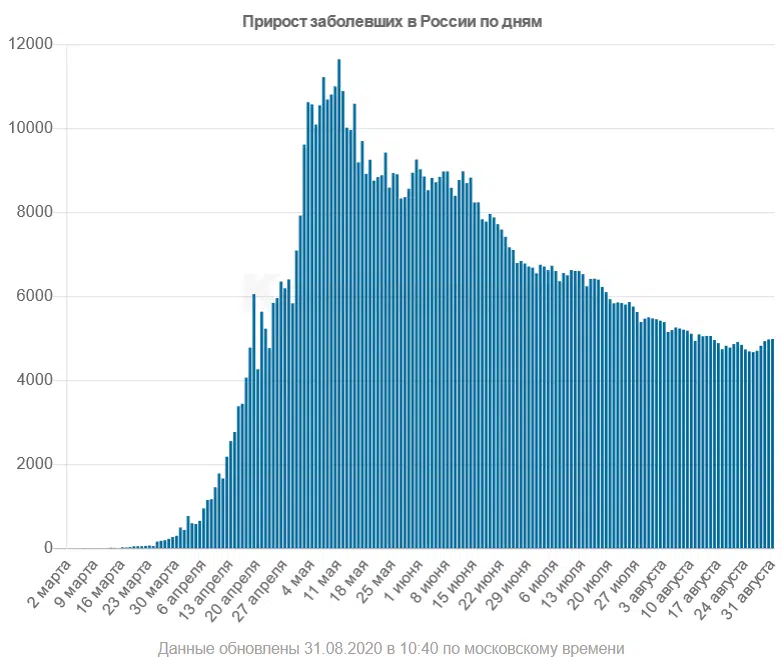 Прирост заболевших в России по дням
12000
10000
8000
6000
4000
2000
0
2 марта
9 марта
16 марта
23 марта
30 марта
6 апреля
13 апреля
20 апреля
27 апреля
4 мая
11 мая
18 мая
25 мая
1 июня
8 июня
15 июня
22 июня
29 июня
6 июля
13 июля
20 июля
27 июля
3 августа
10 августа
17 августа
24 августа
31 августа
Данные обновлены 31.08.2020 в 10:40 по московскому времени